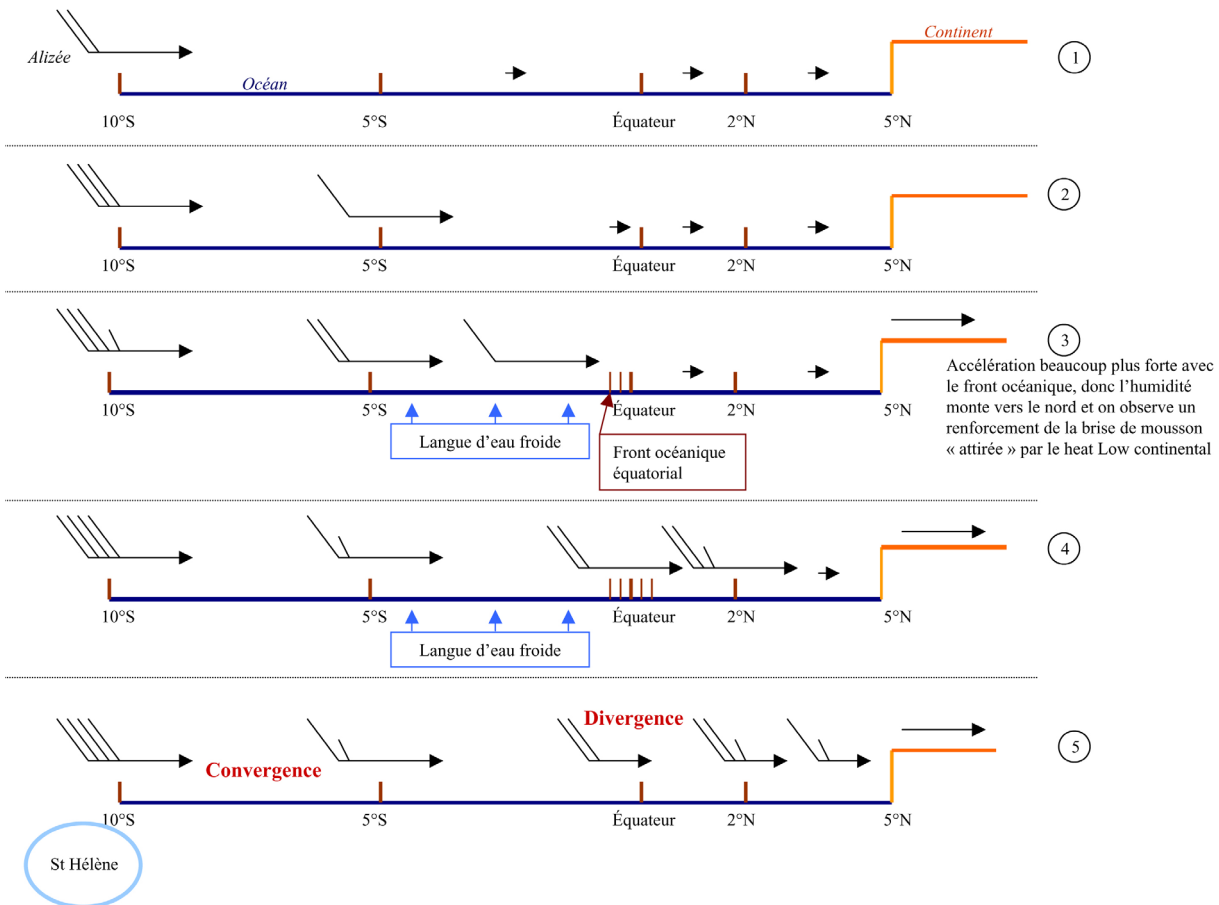 Continent
Alizée
1
Océan
10°S 5°S Équateur 2°N 5°N
2
10°S 5°S Équateur 2°N 5°N
3
Accélération beaucoup plus forte avec
le front océanique, donc l’humidité
monte vers le nord et on observe un
renforcement de la brise de mousson
« attirée » par le heat Low continental
10°S 5°S Équateur 2°N 5°N
Langue d’eau froide
Front océanique
équatorial
4
10°S 5°S Équateur 2°N 5°N
Langue d’eau froide
Divergence
5
Convergence
10°S 5°S Équateur 2°N 5°N
St Hélène